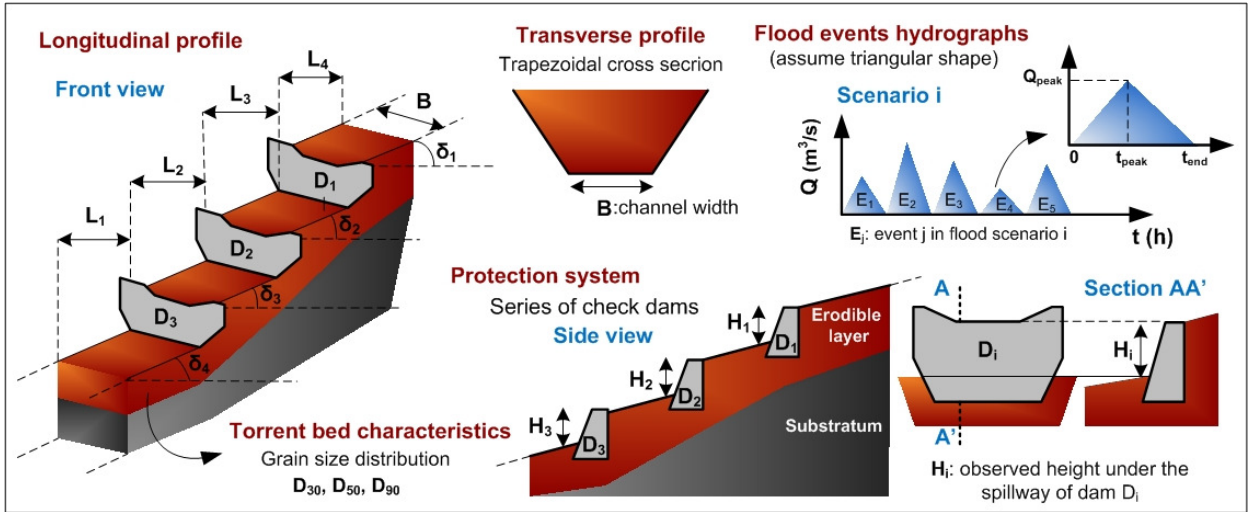 Longitudinal profile
Front view
L4
L3
L2
L1
B
δ1
D1
δ2
D2
δ3
D3
δ4
Torrent bed characteristics
Grain size distribution
D30, D50, D90
Transverse profile
Trapezoidal cross secrion
B:channel width
Flood events hydrographs
(assume triangular shape)
Scenario i
Q (m³/s)
E1 E2 E3 E4 E5
t (h)
Ej: event j in flood scenario i
Qpeak
0 tpeak tend
Protection system
Series of check dams
Side view
H1
D1
Erodible
layer
H2
D2
H3
D3
Substratum
A
Section AA'
Di
Hi
A'
Hi: observed height under the
spillway of dam Di